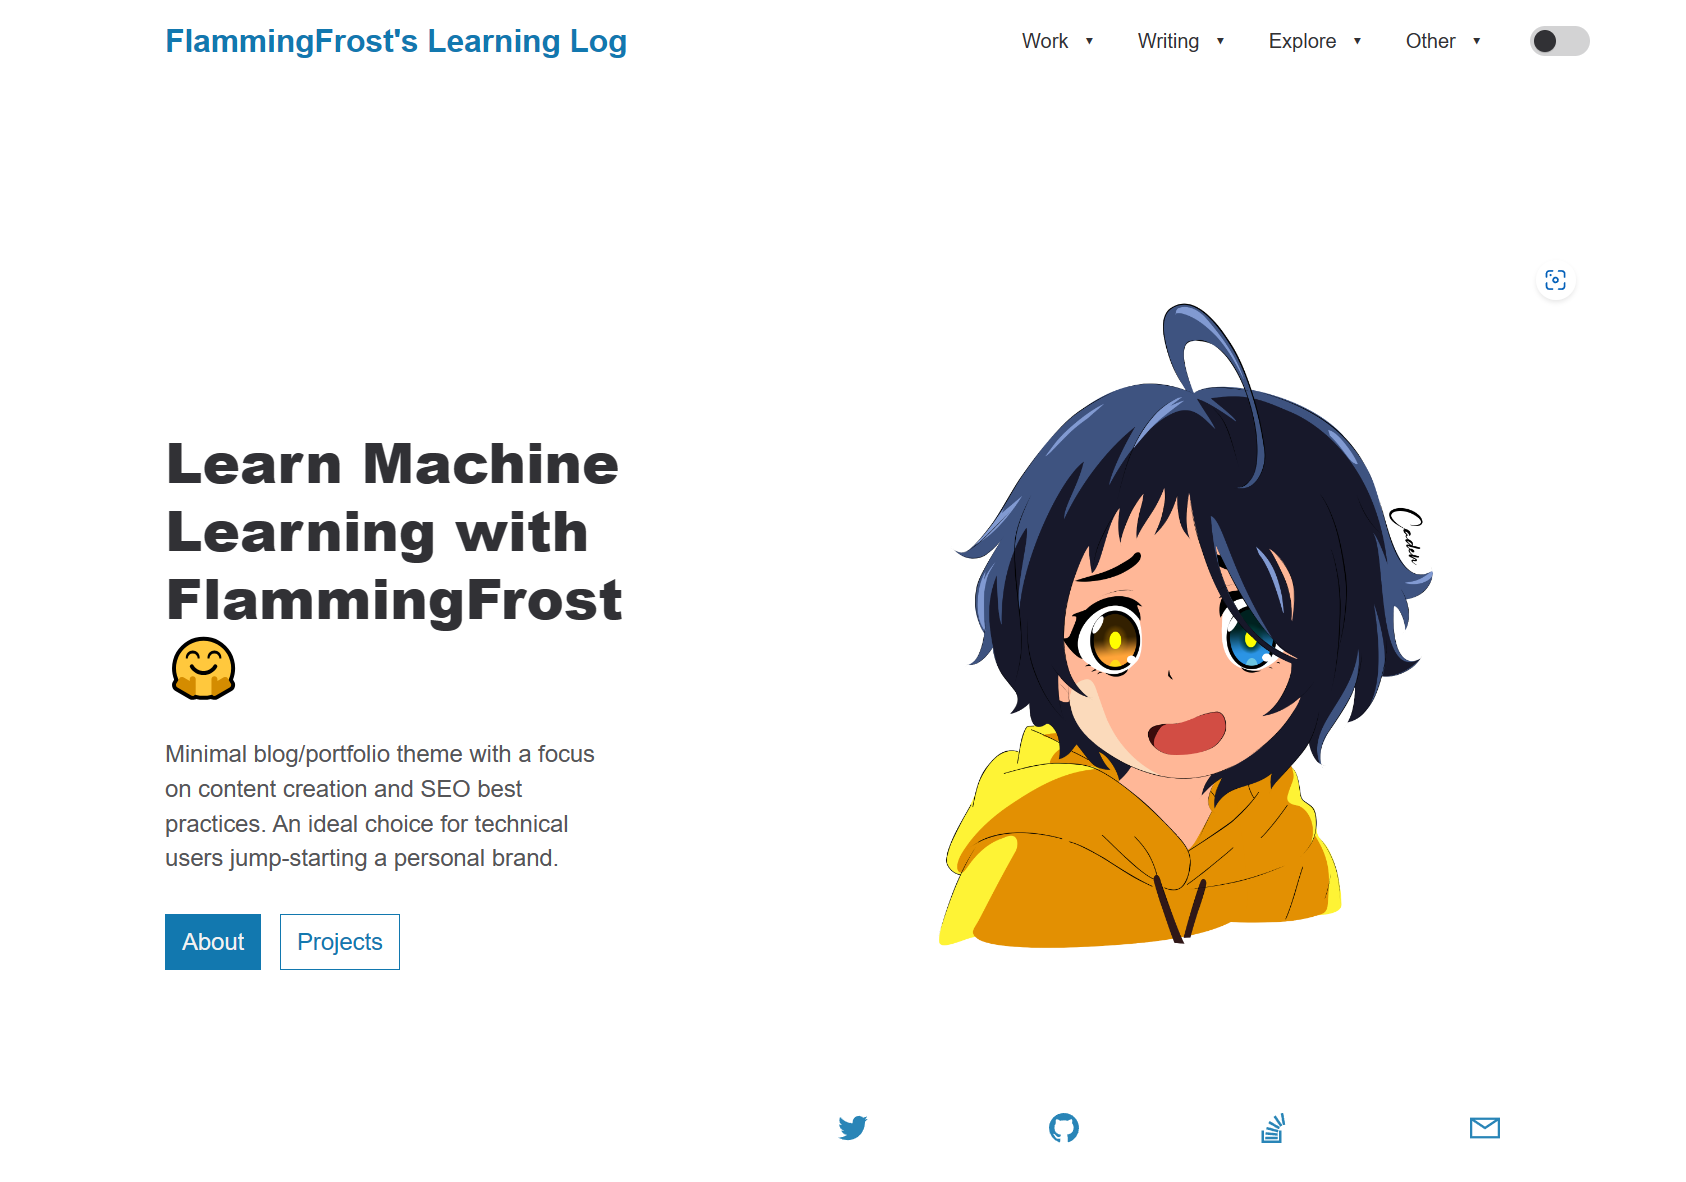 FlammingFrost's Learning Log
Work ▼ Writing ▼ Explore ▼ Other ▼
Learn Machine
Learning with
FlammingFrost
🤗
Minimal blog/portfolio theme with a focus
on content creation and SEO best
practices. An ideal choice for technical
users jump-starting a personal brand.
About Projects
Caden